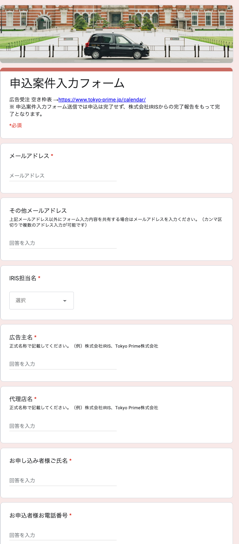 申込案件入力フォーム
広告受注 空き枠表 →https://www.tokyo-prime.jp/calendar/
※ 申込案件入力フォーム送信では申込は完了せず、株式会社IRISからの完了報告をもって完
了となります。
*必須
メールアドレス *
メールアドレス
その他メールアドレス
上記メールアドレス以外にフォーム入力内容を共有する場合はメールアドレスを入力ください。（カンマ区
切りで複数のアドレス入力が可能です）
回答を入力
IRIS担当名 *
選択
広告主名 *
正式名称で記載してください。（例）株式会社IRIS、Tokyo Prime株式会社
回答を入力
代理店名 *
正式名称で記載してください。（例）株式会社IRIS、Tokyo Prime株式会社
回答を入力
お申し込み者様ご氏名 *
回答を入力
お申込者様お電話番号 *
回答を入力